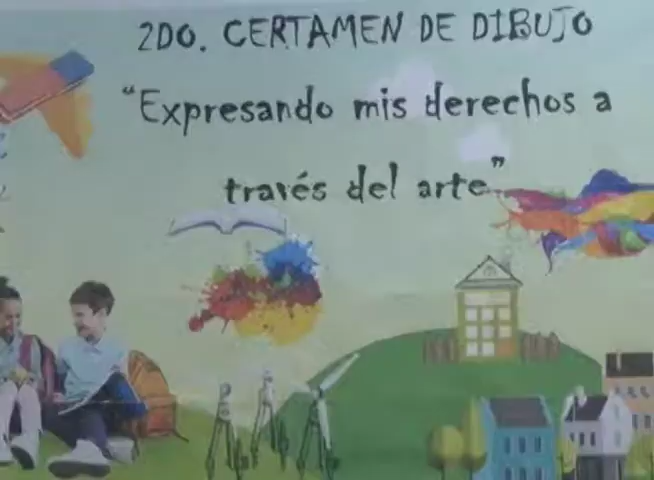 2DO. CERTAMEN DE DIBUJO
"Expresando mis derechos a
través del arte"